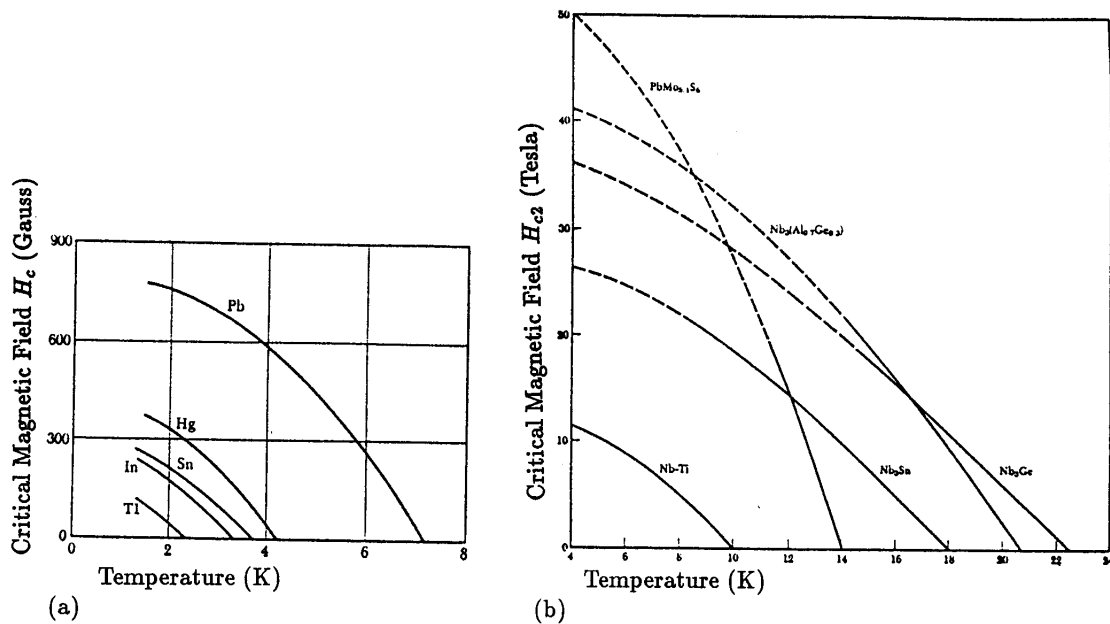 Critical Magnetic Field H_c (Gauss)
900
600
300
0
Pb
Hg
Sn
In
T1
0 2 4 6 8
Temperature (K)
(a)
Critical Magnetic Field H_c2 (Tesla)
50
40
30
20
10
0
PbMo5.1S6
Nb3(Al0.7Ge0.3)
Nb3Sn
Nb3Ge
Nb-Ti
4 6 8 10 12 14 16 18 20 22 24
Temperature (K)
(b)